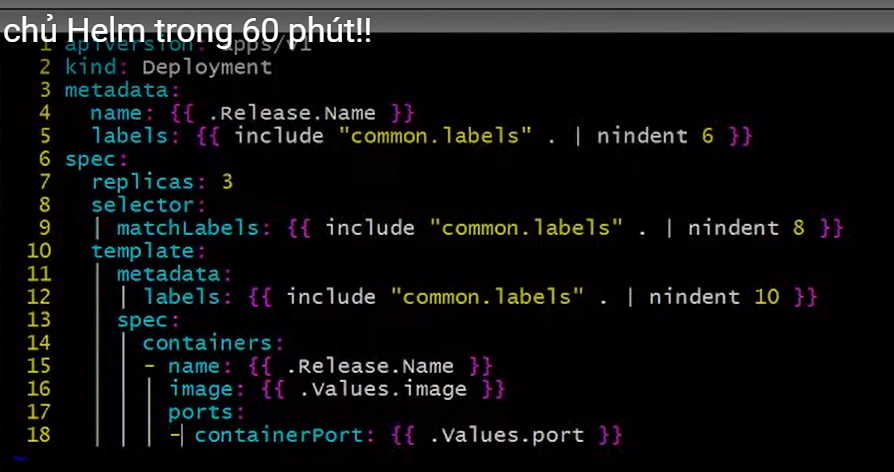 chủ Helm trong 60 phút!!
1 apiVersion: apps/v1
2 kind: Deployment
3 metadata:
4 name: {{ .Release.Name }}
5 labels: {{ include "common.labels" . | nindent 6 }}
6 spec:
7 replicas: 3
8 selector:
9 matchLabels: {{ include "common.labels" . | nindent 8 }}
10 template:
11 metadata:
12 labels: {{ include "common.labels" . | nindent 10 }}
13 spec:
14 containers:
15 - name: {{ .Release.Name }}
16 image: {{ .Values.image }}
17 ports:
18 - containerPort: {{ .Values.port }}
~